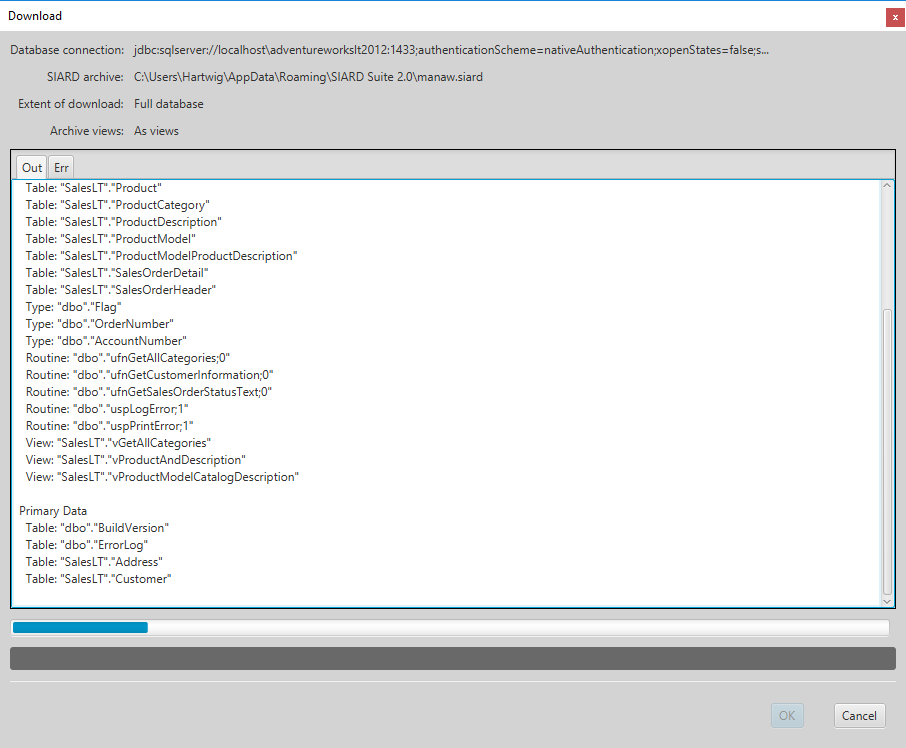 Download
x
Database connection: jdbc:sqlserver://localhost\adventureworkslt2012:1433;authenticationScheme=nativeAuthentication;xopenStates=false;s...
SIARD archive: C:\Users\Hartwig\AppData\Roaming\SIARD Suite 2.0\manaw.siard
Extent of download: Full database
Archive views: As views
Out Err
Table: "SalesLT"."Product"
Table: "SalesLT"."ProductCategory"
Table: "SalesLT"."ProductDescription"
Table: "SalesLT"."ProductModel"
Table: "SalesLT"."ProductModelProductDescription"
Table: "SalesLT"."SalesOrderDetail"
Table: "SalesLT"."SalesOrderHeader"
Type: "dbo"."Flag"
Type: "dbo"."OrderNumber"
Type: "dbo"."AccountNumber"
Routine: "dbo"."ufnGetAllCategories;0"
Routine: "dbo"."ufnGetCustomerInformation;0"
Routine: "dbo"."ufnGetSalesOrderStatusText;0"
Routine: "dbo"."uspLogError;1"
Routine: "dbo"."uspPrintError;1"
View: "SalesLT"."vGetAllCategories"
View: "SalesLT"."vProductAndDescription"
View: "SalesLT"."vProductModelCatalogDescription"
Primary Data
Table: "dbo"."BuildVersion"
Table: "dbo"."ErrorLog"
Table: "SalesLT"."Address"
Table: "SalesLT"."Customer"
OK Cancel